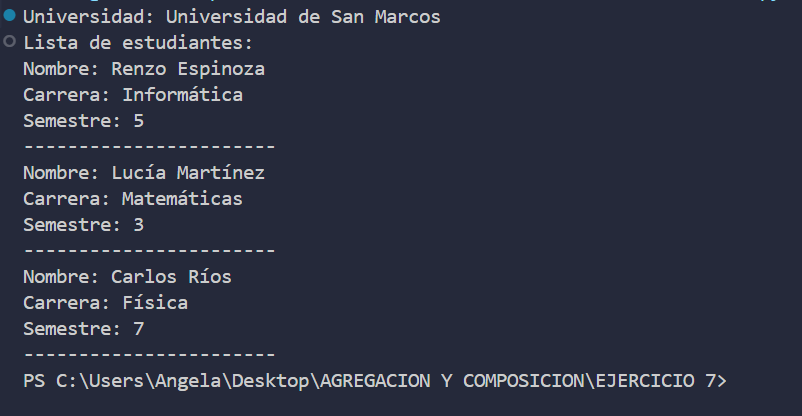 Universidad: Universidad de San Marcos
Lista de estudiantes:
Nombre: Renzo Espinoza
Carrera: Informática
Semestre: 5
-----------------------
Nombre: Lucía Martínez
Carrera: Matemáticas
Semestre: 3
-----------------------
Nombre: Carlos Ríos
Carrera: Física
Semestre: 7
-----------------------
PS C:\Users\Angela\Desktop\AGREGACION Y COMPOSICION\EJERCICIO 7>